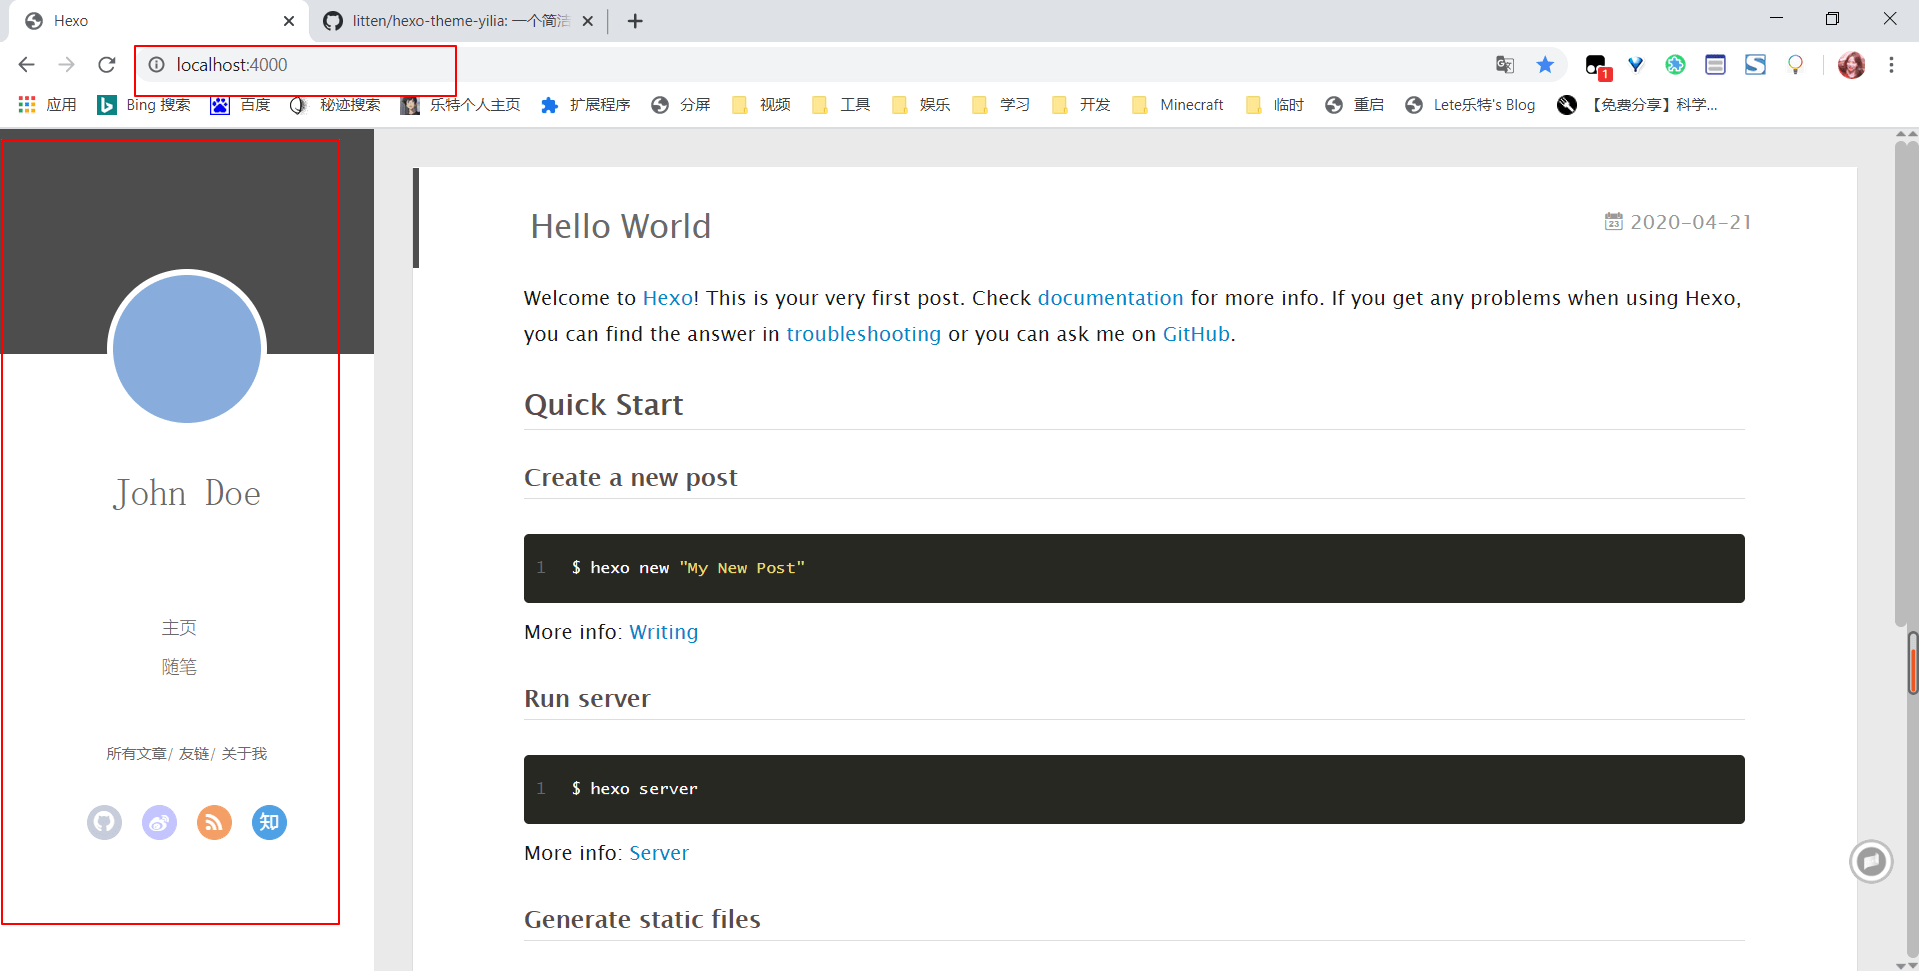 Hexo
litten/hexo-theme-yilia: 一个简洁
localhost:4000
1
应用
Bing 搜索
百度
秘迹搜索
乐特个人主页
扩展程序
分屏
视频
工具
娱乐
学习
开发
Minecraft
临时
重启
Lete乐特's Blog
【免费分享】科学...
John Doe
主页
随笔
所有文章/ 友链/ 关于我
知
Hello World
23 2020-04-21
Welcome to Hexo! This is your very first post. Check documentation for more info. If you get any problems when using Hexo,
you can find the answer in troubleshooting or you can ask me on GitHub.
Quick Start
Create a new post
1 $ hexo new "My New Post"
More info: Writing
Run server
1 $ hexo server
More info: Server
Generate static files